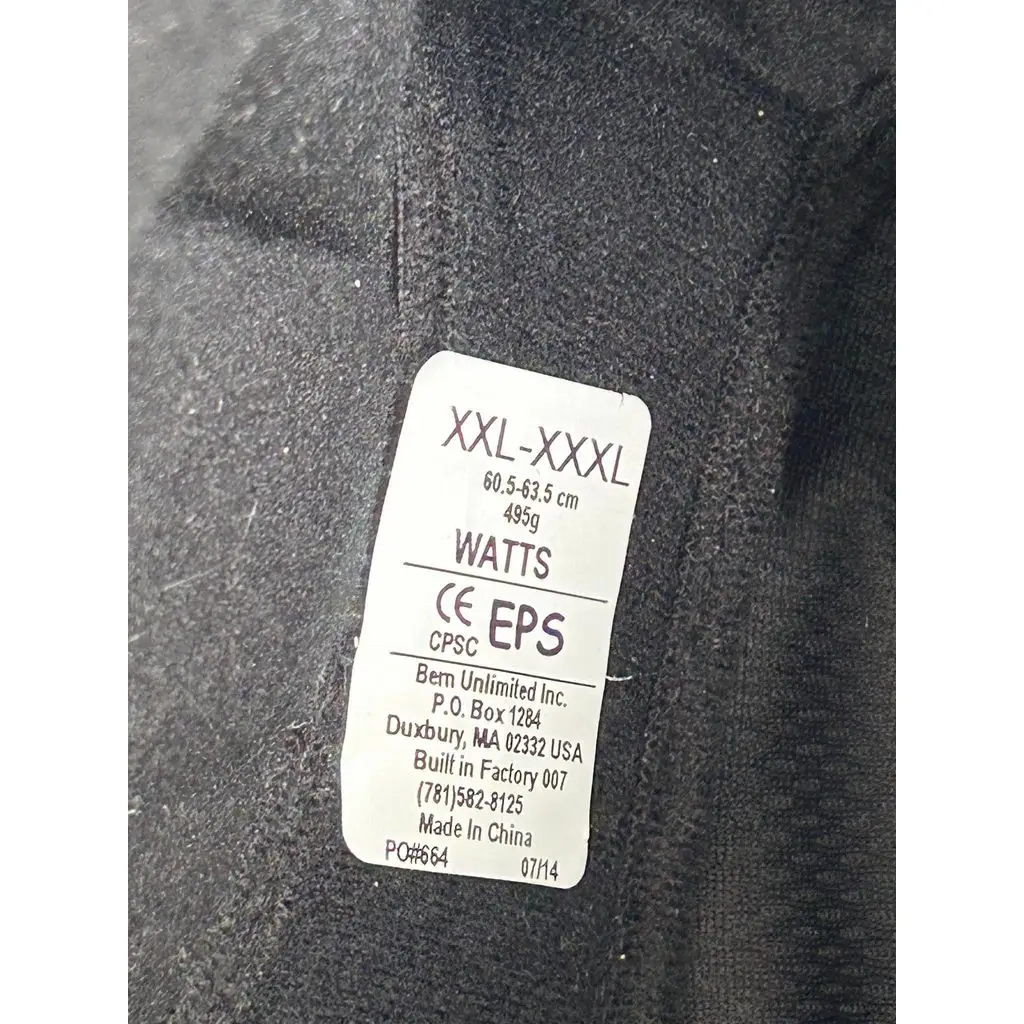 XXL-XXXL
60.5-63.5 cm
495g
WATTS
CE EPS
CPSC
Bern Unlimited Inc.
P.O. Box 1284
Duxbury, MA 02332 USA
Built in Factory 007
(781)582-8125
Made In China
PO#664 07/14